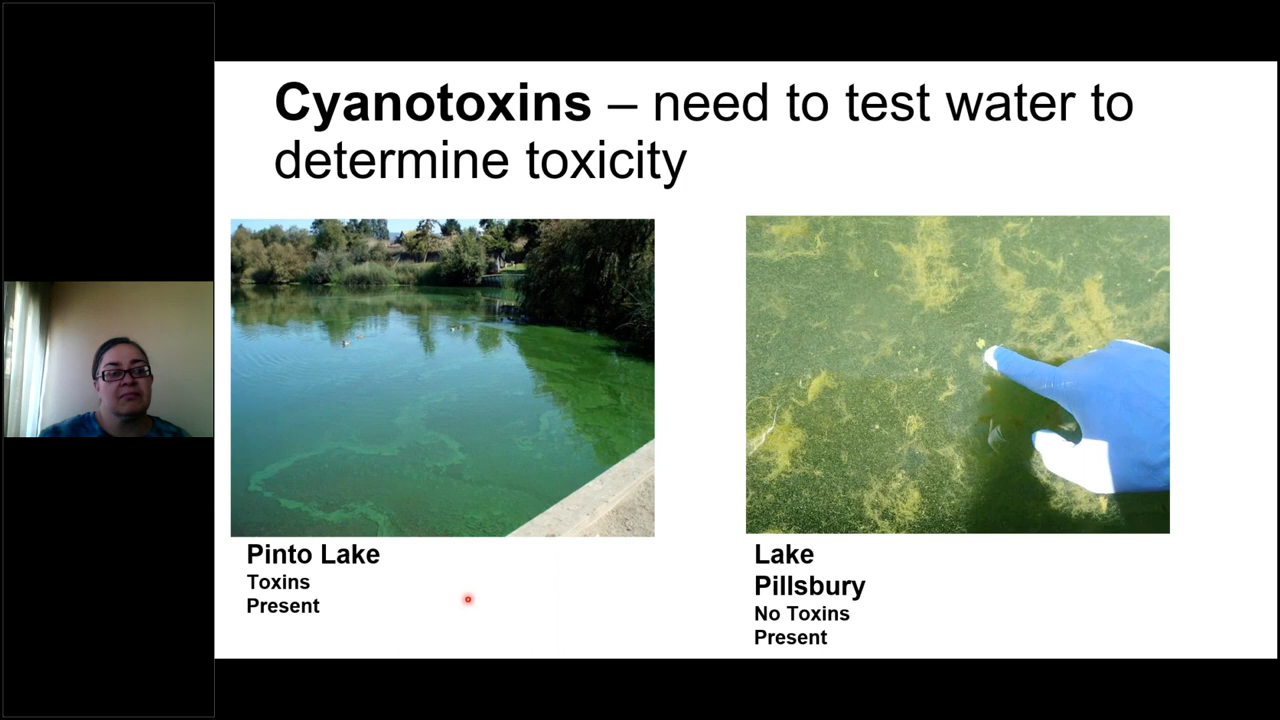 Cyanotoxins – need to test water to
determine toxicity
Pinto Lake
Toxins
Present
Lake
Pillsbury
No Toxins
Present